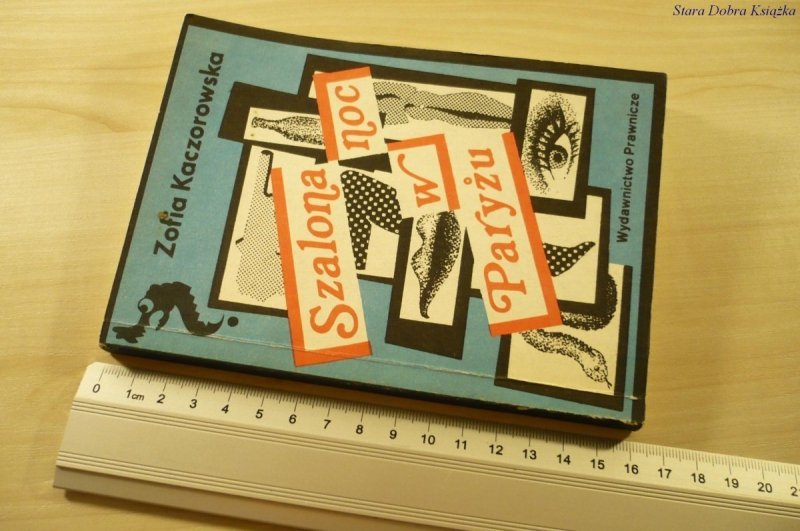 Stara Dobra Książka
Zofia Kaczorowska
Szalona
noc
w
Paryżu
Wydawnictwo Prawnicze
0 1cm 2 3 4 5 6 7 8 9 10 11 12 13 14 15 16 17 18 19 20